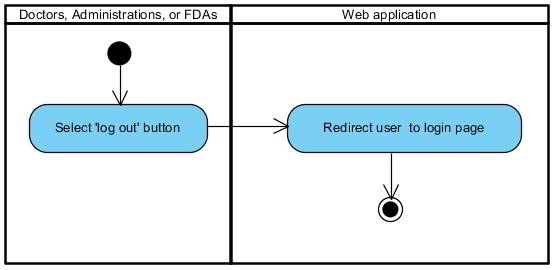 Doctors, Administrations, or FDAs
Web application
Select 'log out' button
Redirect user  to login page